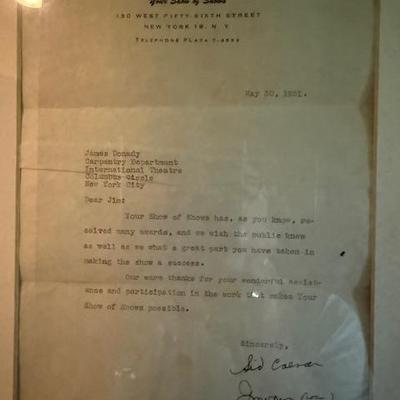 Your Show of Shows
130 WEST FIFTY-SIXTH STREET
NEW YORK 19, N. Y.
TELEPHONE PLAZA 7-
May 30, 1951.
James Donady
Carpentry Department
International Theatre
Columbus Circle
New York City
Dear Jim:
Your Show of Shows has, as you know, re-
ceived many awards, and we wish the public knew
as well as we what a great part you have taken in
making the show a success.
Our warm thanks for your wonderful assist-
ance and participation in the work that makes Your
Show of Shows possible.
Sincerely,
Sid Caesar